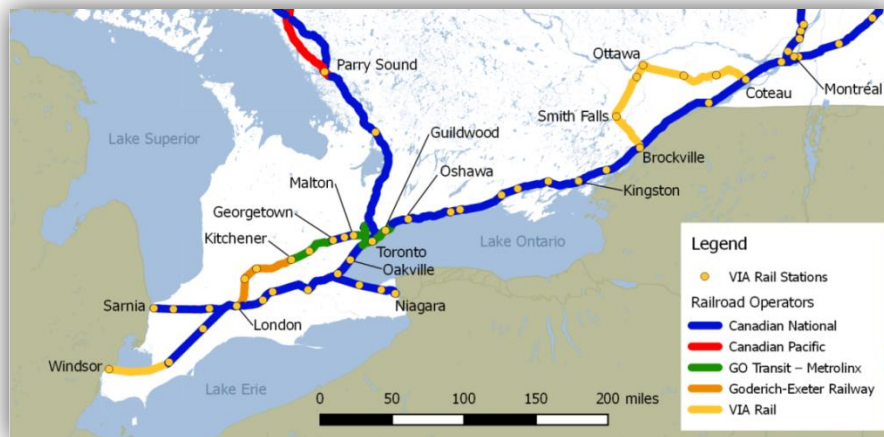 Parry Sound
Ottawa
Lake Superior
Guildwood
Smith Falls
Coteau
Montréal
Malton
Oshawa
Brockville
Georgetown
Kingston
Kitchener
Toronto
Lake Ontario
Oakville
Sarnia
London
Niagara
Windsor
Lake Erie
Legend
VIA Rail Stations
Railroad Operators
Canadian National
Canadian Pacific
GO Transit – Metrolinx
Goderich-Exeter Railway
VIA Rail
0 50 100 150 200 miles